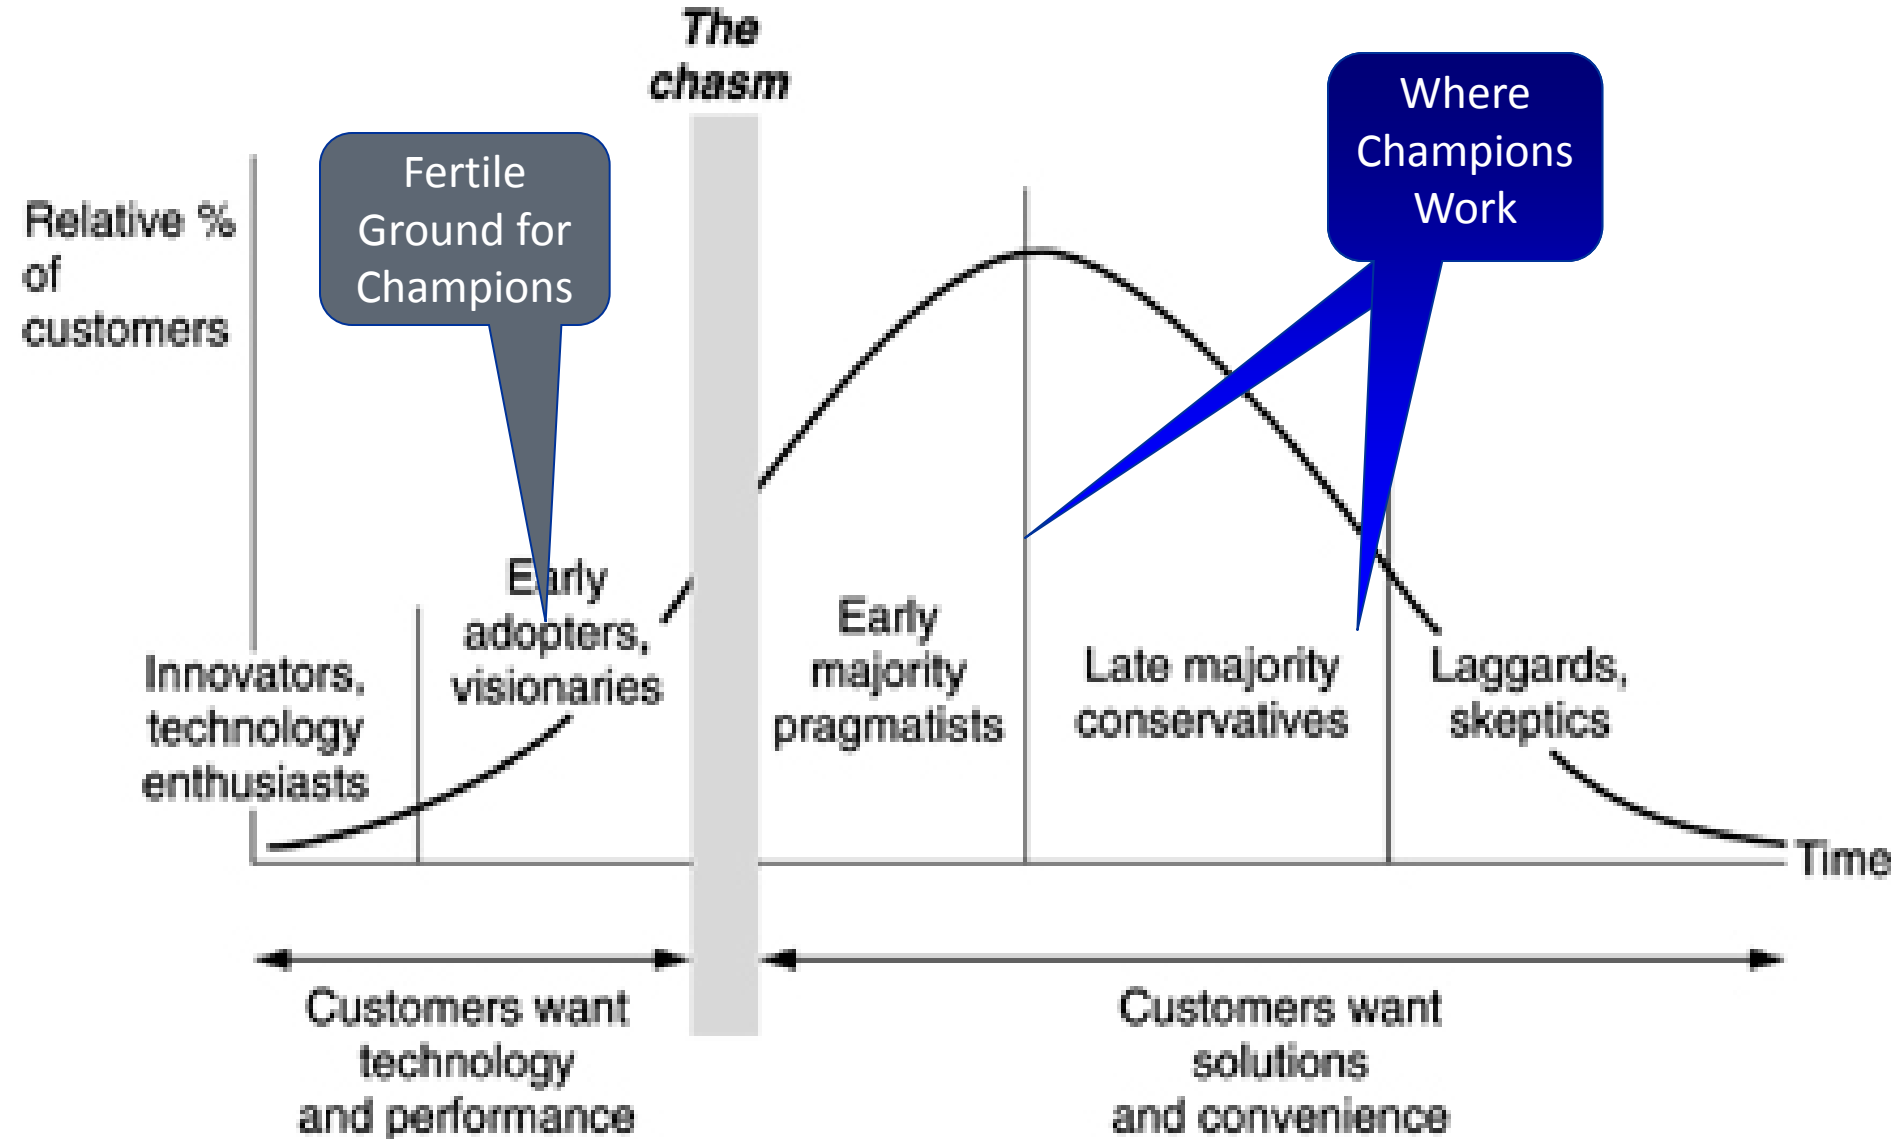 The
chasm
Fertile
Ground for
Champions
Where
Champions
Work
Relative %
of
customers
Innovators,
technology
enthusiasts
Early
adopters,
visionaries
Early
majority
pragmatists
Late majority
conservatives
Laggards,
skeptics
Time
Customers want
technology
and performance
Customers want
solutions
and convenience